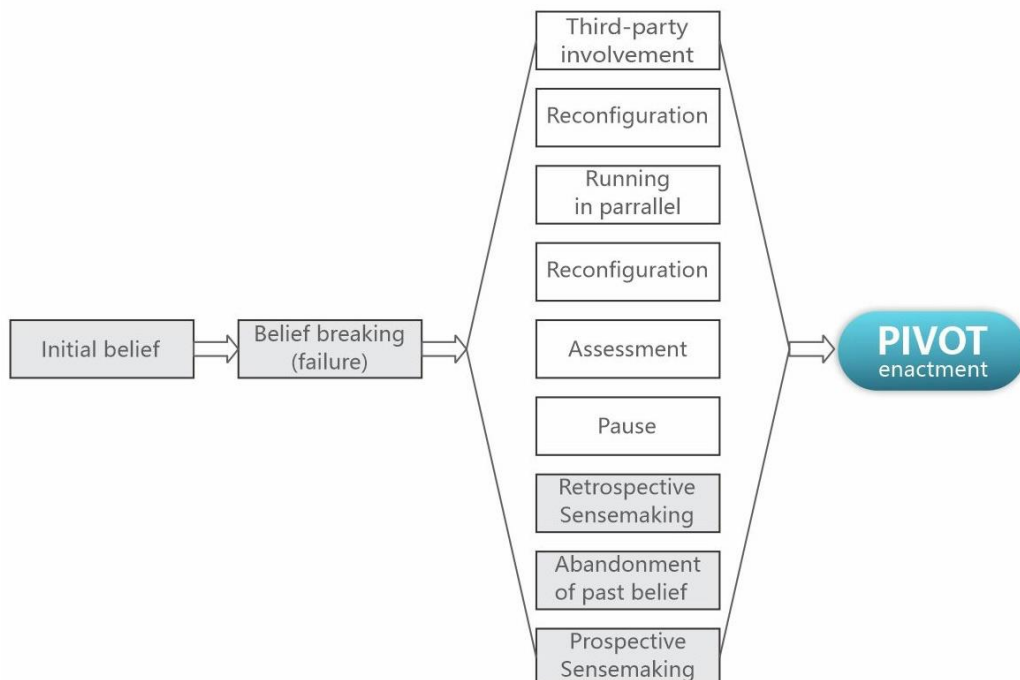 Third-party
involvement
Reconfiguration
Running
in parrallel
Reconfiguration
Initial belief
Belief breaking
(failure)
Assessment
PIVOT
enactment
Pause
Retrospective
Sensemaking
Abandonment
of past belief
Prospective
Sensemaking